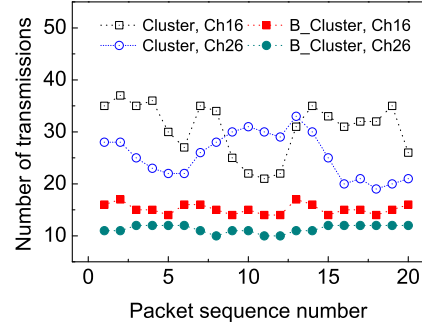 Cluster, Ch16 B_Cluster, Ch16
Cluster, Ch26 B_Cluster, Ch26
50
40
30
20
10
Number of transmissions
0 5 10 15 20
Packet sequence number